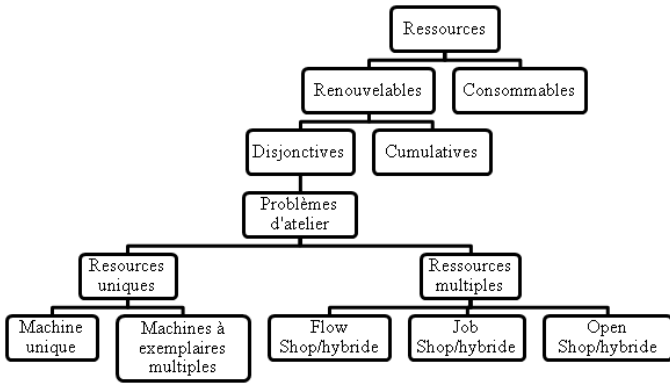 Ressources
Renouvelables
Consommables
Disjonctives
Cumulatives
Problèmes
d'atelier
Resources
uniques
Ressources
multiples
Machine
unique
Machines à
exemplaires
multiples
Flow
Shop/hybride
Job
Shop/hybride
Open
Shop/hybride